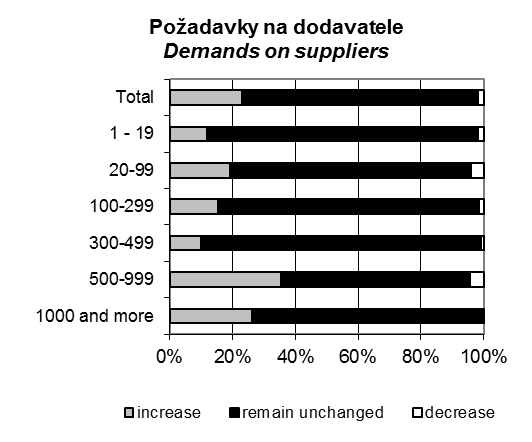 Požadavky na dodavatele
Demands on suppliers
Total
1 - 19
20-99
100-299
300-499
500-999
1000 and more
0% 20% 40% 60% 80% 100%
increase remain unchanged decrease